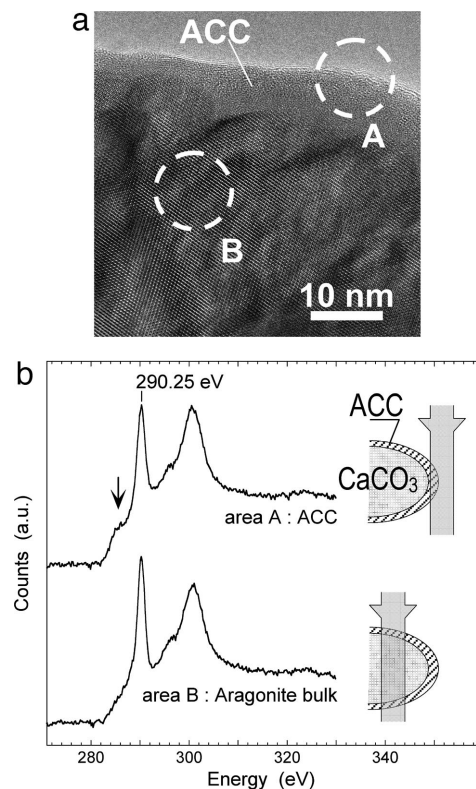 a
ACC
A
B
10 nm
b
290.25 eV
ACC
CaCO₃
area A : ACC
area B : Aragonite bulk
Counts (a.u.)
280 300 320 340
Energy (eV)